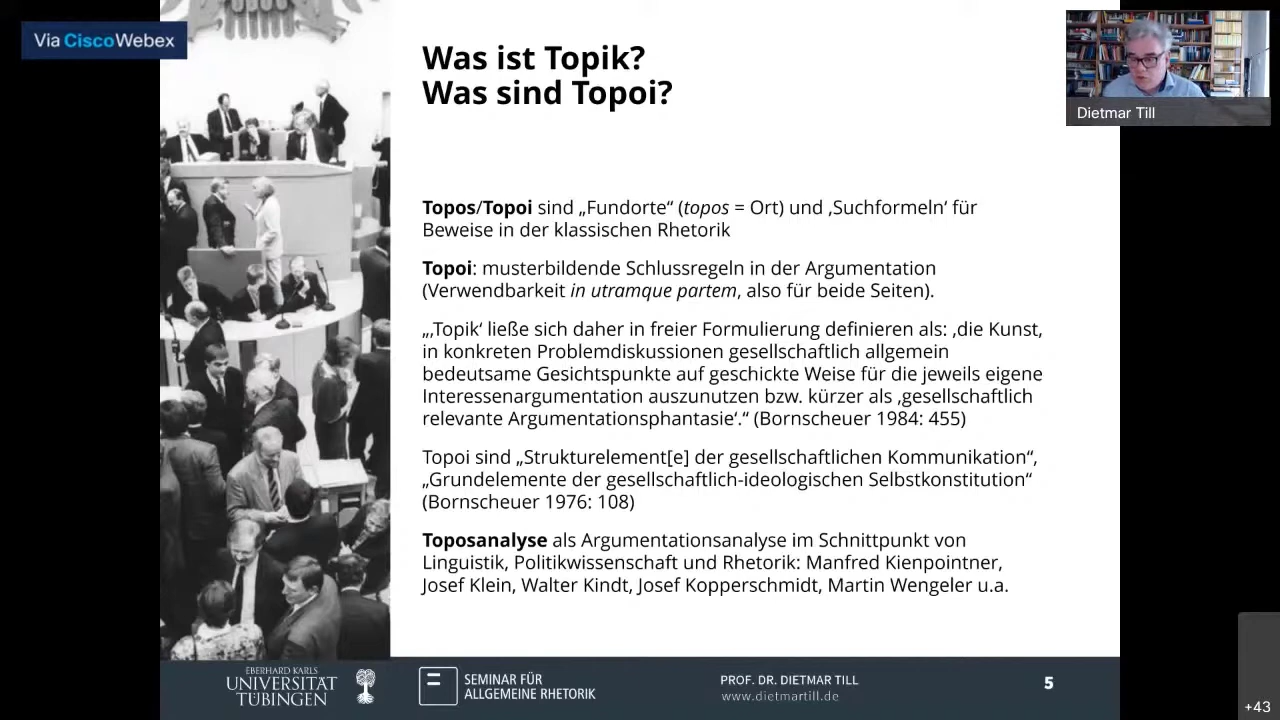 Via CiscoWebex
Was ist Topik?
Was sind Topoi?
Dietmar Till
Topos/Topoi sind „Fundorte“ (topos = Ort) und ‚Suchformeln‘ für
Beweise in der klassischen Rhetorik
Topoi: musterbildende Schlussregeln in der Argumentation
(Verwendbarkeit in utramque partem, also für beide Seiten).
„‚Topik‘ ließe sich daher in freier Formulierung definieren als: ‚die Kunst,
in konkreten Problemdiskussionen gesellschaftlich allgemein
bedeutsame Gesichtspunkte auf geschickte Weise für die jeweils eigene
Interessenargumentation auszunutzen bzw. kürzer als ‚gesellschaftlich
relevante Argumentationsphantasie‘.“ (Bornscheuer 1984: 455)
Topoi sind „Strukturelement[e] der gesellschaftlichen Kommunikation“,
„Grundelemente der gesellschaftlich-ideologischen Selbstkonstitution“
(Bornscheuer 1976: 108)
Toposanalyse als Argumentationsanalyse im Schnittpunkt von
Linguistik, Politikwissenschaft und Rhetorik: Manfred Kienpointner,
Josef Klein, Walter Kindt, Josef Kopperschmidt, Martin Wengeler u.a.
EBERHARD KARLS
UNIVERSITÄT
TÜBINGEN
SEMINAR FÜR
ALLGEMEINE RHETORIK
PROF. DR. DIETMAR TILL
www.dietmartill.de
5
+43